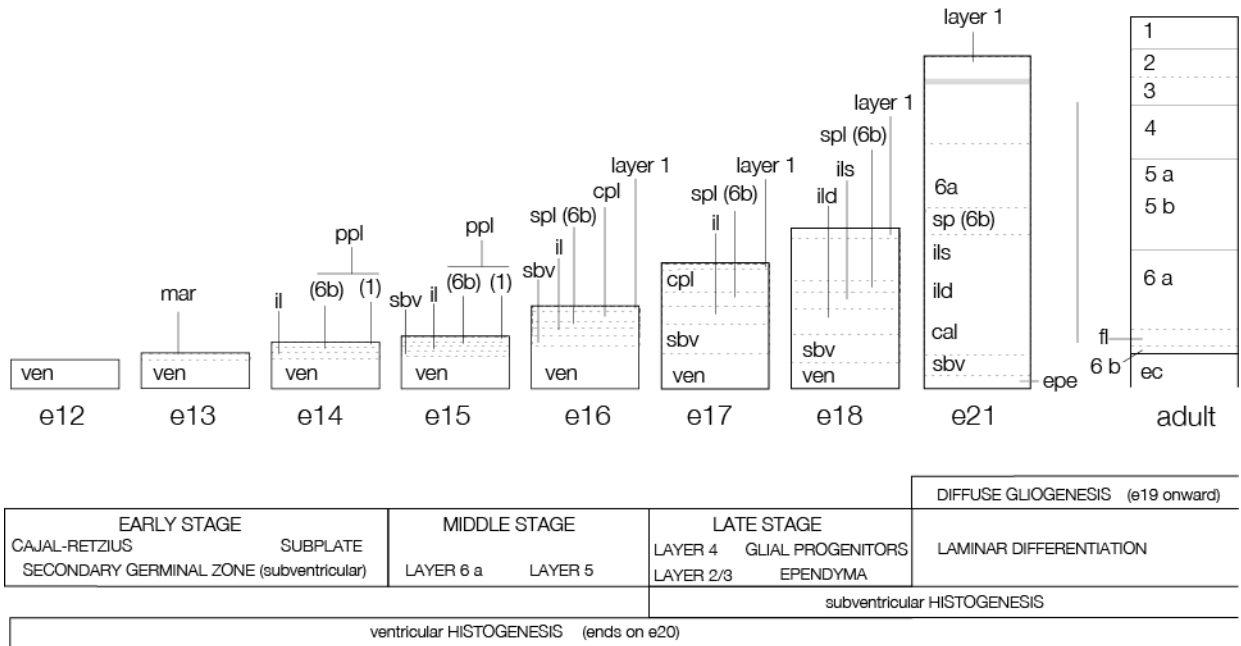 layer 1
1
2
3
4
5 a
5 b
6 a
fl
6 b
ec
layer 1
spl (6b)
ils
ild
layer 1
spl (6b)
il
layer 1
cpl
spl (6b)
il
sbv
ppl
(6b) (1)
il
sbv
ppl
(6b) (1)
il
mar
ven
ven
ven
ven
ven
cpl
sbv
ven
sbv
ven
6a
sp (6b)
ils
ild
cal
sbv
epe
e12 e13 e14 e15 e16 e17 e18 e21 adult
DIFFUSE GLIOGENESIS (e19 onward)
EARLY STAGE MIDDLE STAGE LATE STAGE
CAJAL-RETZIUS SUBPLATE LAYER 4 GLIAL PROGENITORS LAMINAR DIFFERENTIATION
SECONDARY GERMINAL ZONE (subventricular) LAYER 6 a LAYER 5 LAYER 2/3 EPENDYMA
subventricular HISTOGENESIS
ventricular HISTOGENESIS (ends on e20)